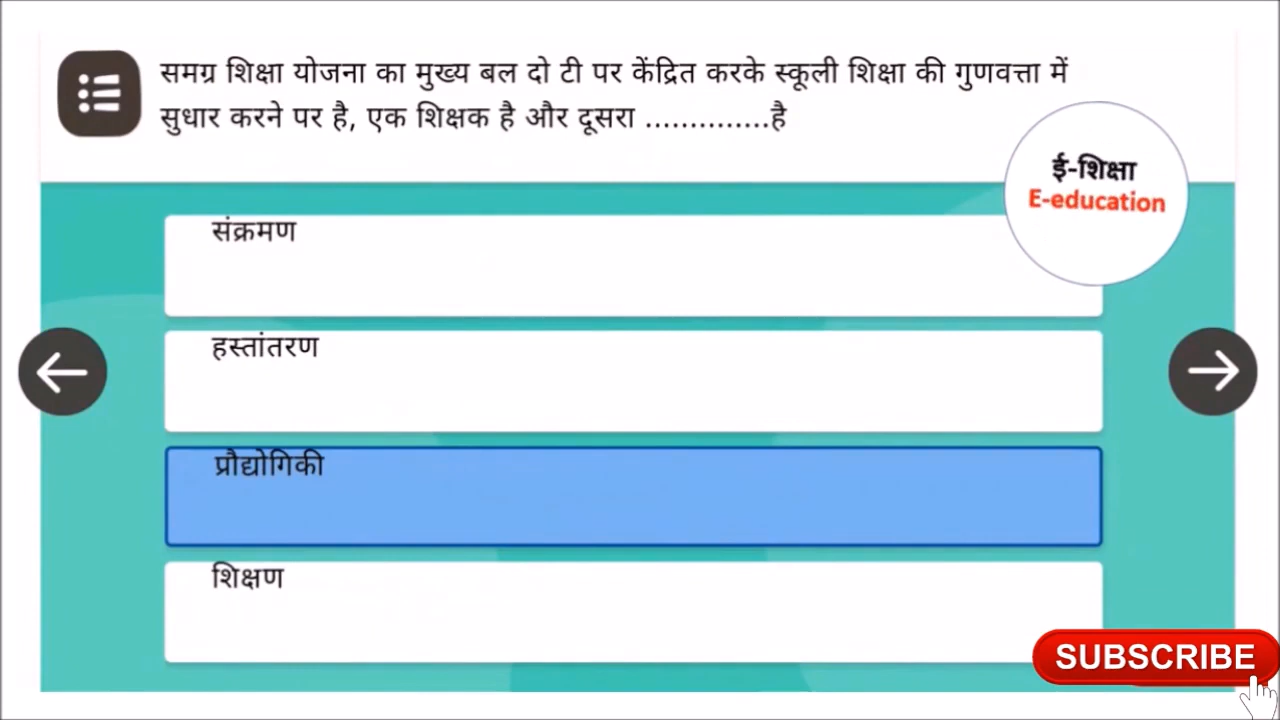 समग्र शिक्षा योजना का मुख्य बल दो टी पर केंद्रित करके स्कूली शिक्षा की गुणवत्ता में
सुधार करने पर है, एक शिक्षक है और दूसरा ..............है
ई-शिक्षा
E-education
संक्रमण
हस्तांतरण
प्रौद्योगिकी
शिक्षण
SUBSCRIBE